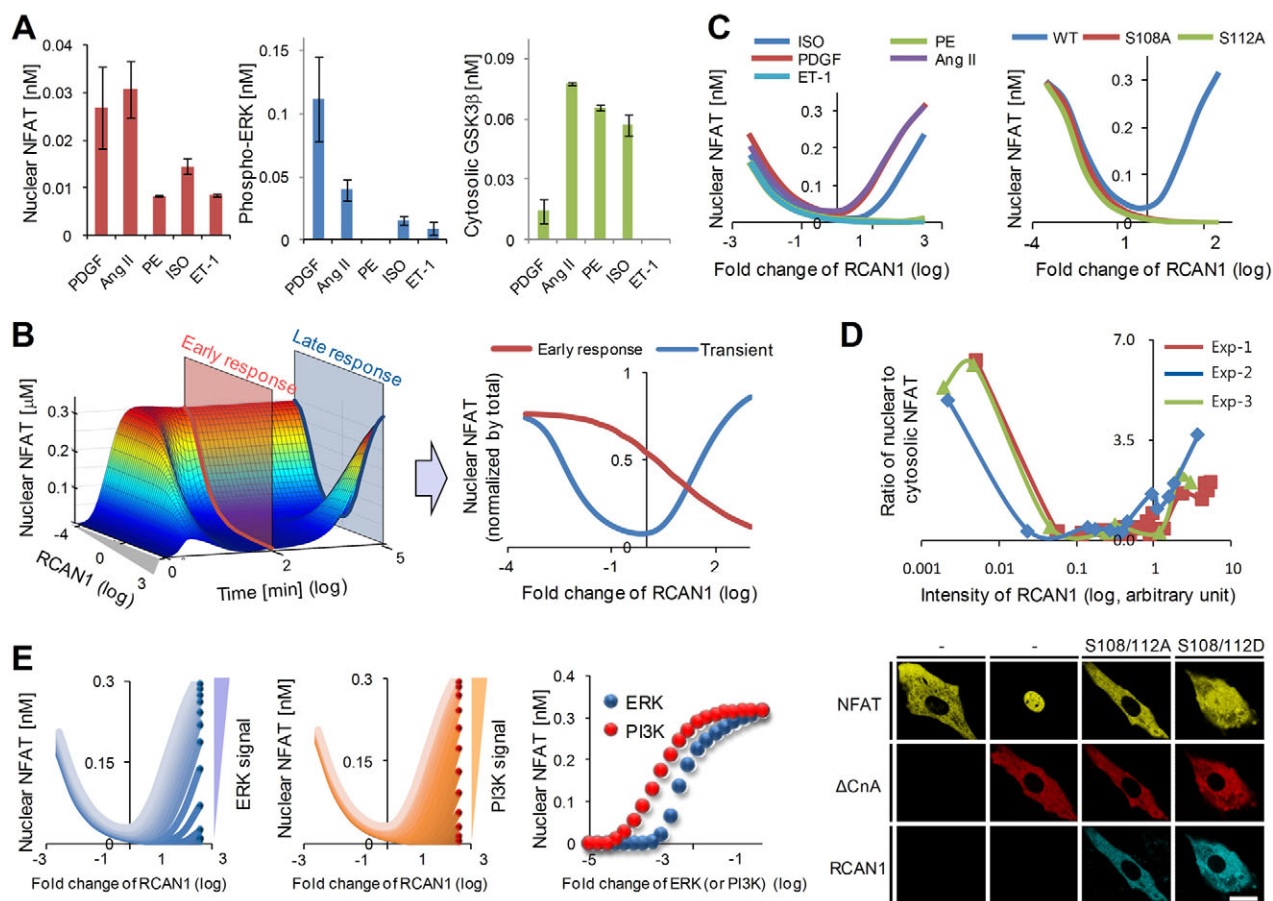 A
Nuclear NFAT [nM]
0.04
0.03
0.02
0.01
0
PDGF
Ang II
PE
ISO
ET-1
Phospho-ERK [nM]
0.15
0.1
0.05
0
PDGF
Ang II
PE
ISO
ET-1
Cytosolic GSK3β [nM]
0.09
0.06
0.03
0
PDGF
Ang II
PE
ISO
ET-1
C
ISO
PE
PDGF
Ang II
ET-1
Nuclear NFAT [nM]
0.3
0.2
0.1
0
-3
-1
1
3
Fold change of RCAN1 (log)
WT
S108A
S112A
Nuclear NFAT [nM]
0.3
0.2
0.1
0
-4
1
2
Fold change of RCAN1 (log)
B
Early response
Late response
Nuclear NFAT [μM]
0.3
0.2
0.1
-4
0
3
RCAN1 (log)
0
2
5
Time [min] (log)
Early response
Transient
Nuclear NFAT
(normalized by total)
1
0.5
0
-4
-2
0
2
Fold change of RCAN1 (log)
D
Ratio of nuclear to
cytosolic NFAT
7.0
3.5
0.0
Exp-1
Exp-2
Exp-3
0.001
0.01
0.1
1
10
Intensity of RCAN1 (log, arbitrary unit)
E
Nuclear NFAT [nM]
0.3
0.15
0
-3
-1
1
3
Fold change of RCAN1 (log)
ERK signal
Nuclear NFAT [nM]
0.3
0.15
0
-3
-1
1
3
Fold change of RCAN1 (log)
PI3K signal
Nuclear NFAT [nM]
0.4
0.3
0.2
0.1
0
ERK
PI3K
-5
-3
-1
Fold change of ERK (or PI3K) (log)
- - S108/112A S108/112D
NFAT
ΔCnA
RCAN1